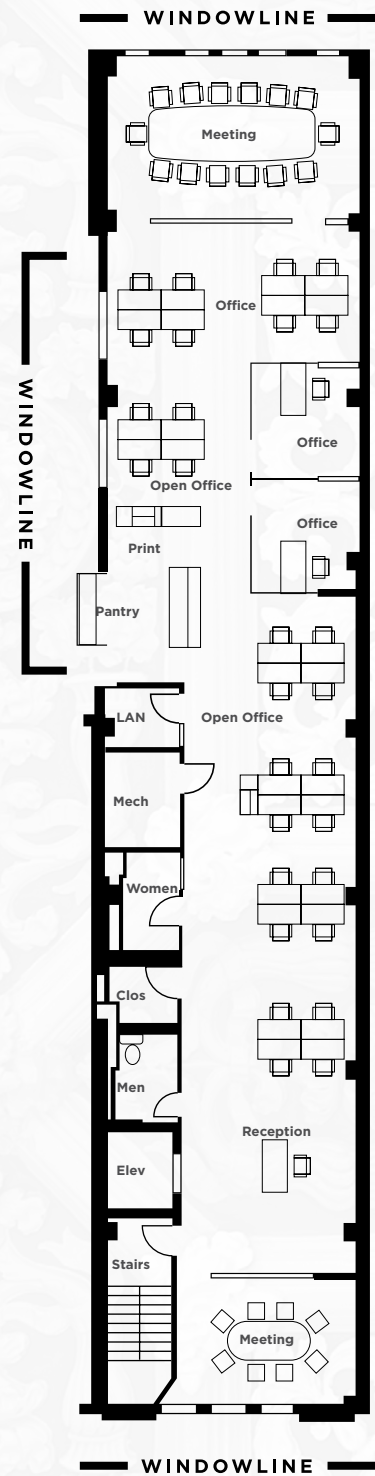 WINDOWLINE
Meeting
Office
WINDOWLINE
Office
Open Office
Office
Print
Pantry
LAN
Open Office
Mech
Women
Clos
Men
Reception
Elev
Stairs
Meeting
WINDOWLINE